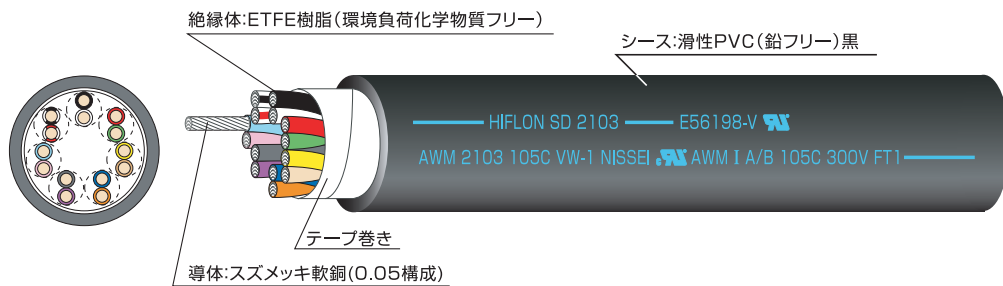 絶縁体:ETFE樹脂(環境負荷化学物質フリー)
シース:滑性PVC(鉛フリー)黒
HIFLON SD 2103 E56198-V RU
AWM 2103 105C VW-1 NISSEI RU AWM I A/B 105C 300V FT1
テープ巻き
導体:スズメッキ軟銅(0.05構成)